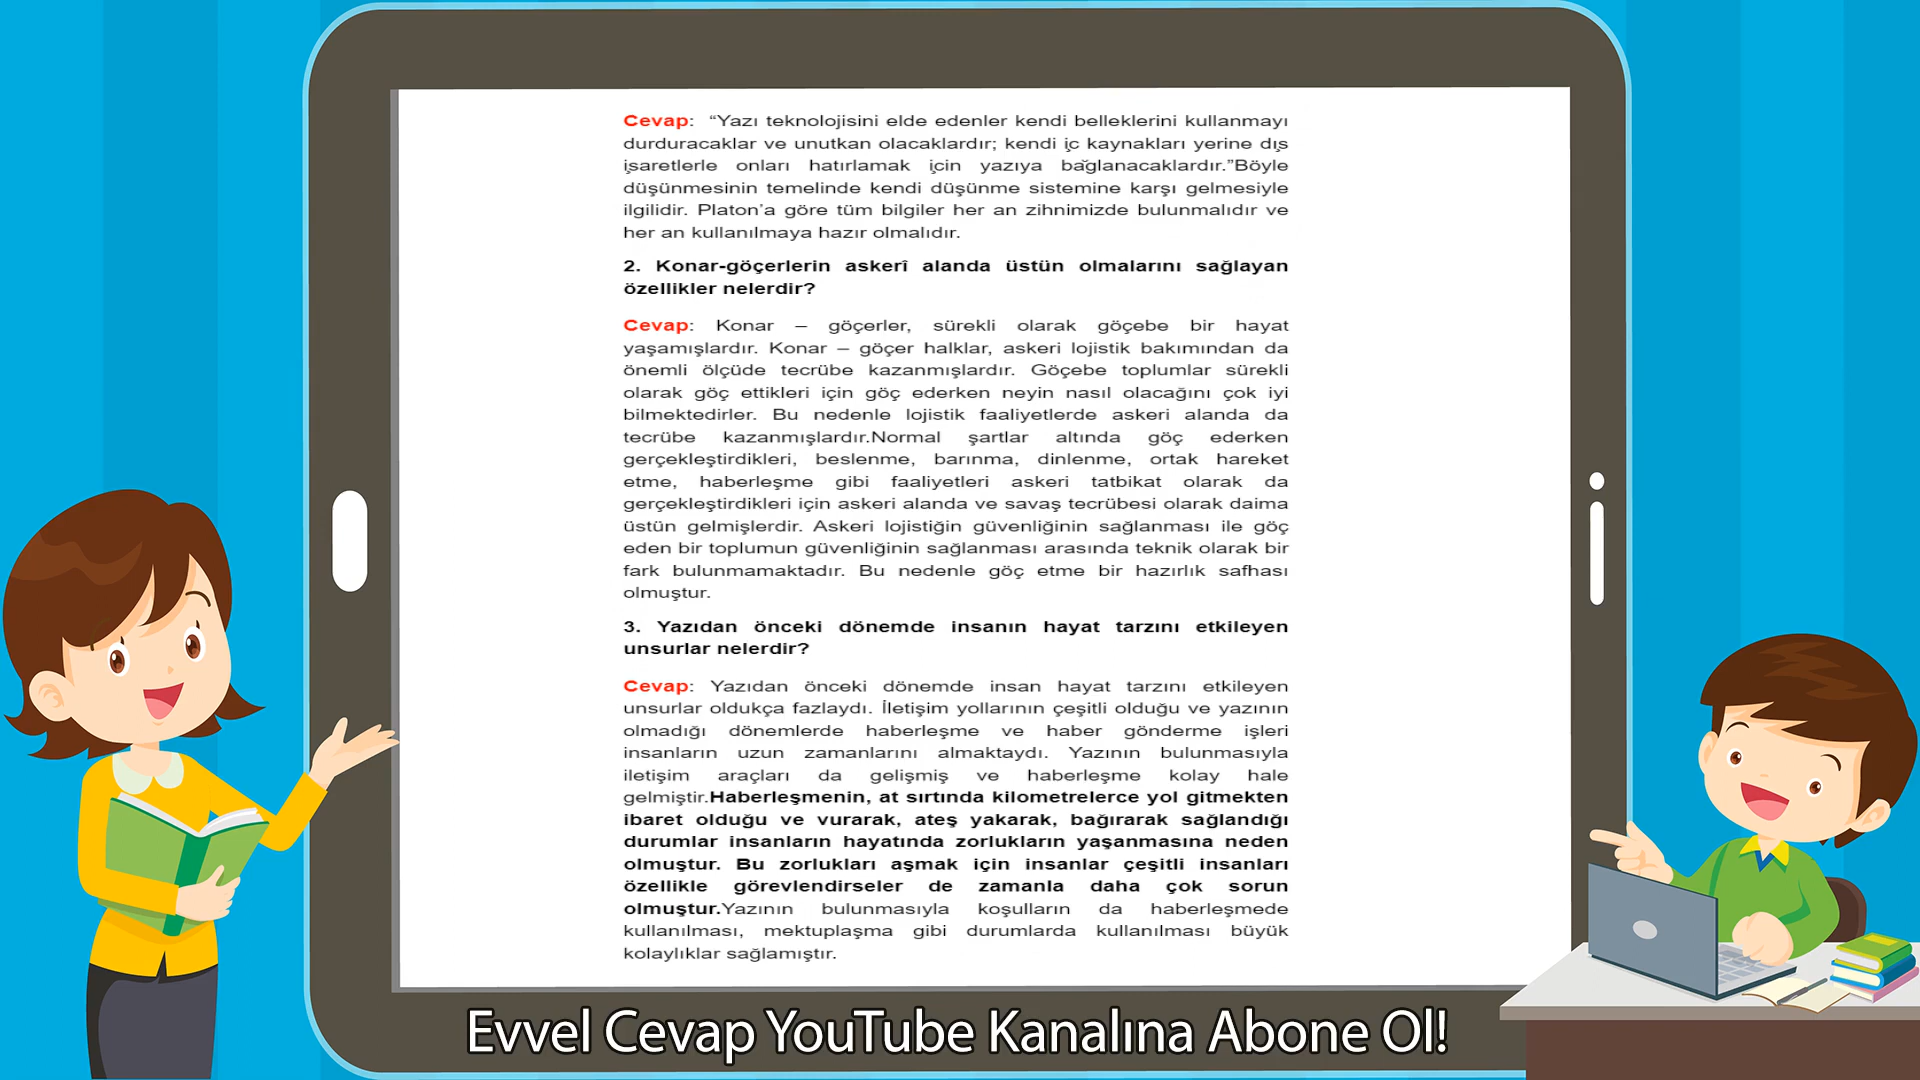 Cevap: “Yazı teknolojisini elde edenler kendi belleklerini kullanmayı
durduracaklar ve unutkan olacaklardır; kendi iç kaynakları yerine dış
işaretlerle onları hatırlamak için yazıya bağlanacaklardır.”Böyle
düşünmesinin temelinde kendi düşünme sistemine karşı gelmesiyle
ilgilidir. Platon’a göre tüm bilgiler her an zihnimizde bulunmalıdır ve
her an kullanılmaya hazır olmalıdır.
2. Konar-göçerlerin askerî alanda üstün olmalarını sağlayan
özellikler nelerdir?
Cevap: Konar – göçerler, sürekli olarak göçebe bir hayat
yaşamışlardır. Konar – göçer halklar, askeri lojistik bakımından da
önemli ölçüde tecrübe kazanmışlardır. Göçebe toplumlar sürekli
olarak göç ettikleri için göç ederken neyin nasıl olacağını çok iyi
bilmektedirler. Bu nedenle lojistik faaliyetlerde askeri alanda da
tecrübe kazanmışlardır.Normal şartlar altında göç ederken
gerçekleştirdikleri, beslenme, barınma, dinlenme, ortak hareket
etme, haberleşme gibi faaliyetleri askeri tatbikat olarak da
gerçekleştirdikleri için askeri alanda ve savaş tecrübesi olarak daima
üstün gelmişlerdir. Askeri lojistiğin güvenliğinin sağlanması ile göç
eden bir toplumun güvenliğinin sağlanması arasında teknik olarak bir
fark bulunmamaktadır. Bu nedenle göç etme bir hazırlık safhası
olmuştur.
3. Yazıdan önceki dönemde insanın hayat tarzını etkileyen
unsurlar nelerdir?
Cevap: Yazıdan önceki dönemde insan hayat tarzını etkileyen
unsurlar oldukça fazlaydı. İletişim yollarının çeşitli olduğu ve yazının
olmadığı dönemlerde haberleşme ve haber gönderme işleri
insanların uzun zamanlarını almaktaydı. Yazının bulunmasıyla
iletişim araçları da gelişmiş ve haberleşme kolay hale
gelmiştir.Haberleşmenin, at sırtında kilometrelerce yol gitmekten
ibaret olduğu ve vurarak, ateş yakarak, bağırarak sağlandığı
durumlar insanların hayatında zorlukların yaşanmasına neden
olmuştur. Bu zorlukları aşmak için insanlar çeşitli insanları
özellikle görevlendirseler de zamanla daha çok sorun
olmuştur.Yazının bulunmasıyla koşulların da haberleşmede
kullanılması, mektuplaşma gibi durumlarda kullanılması büyük
kolaylıklar sağlamıştır.
Evvel Cevap YouTube Kanalına Abone Ol!